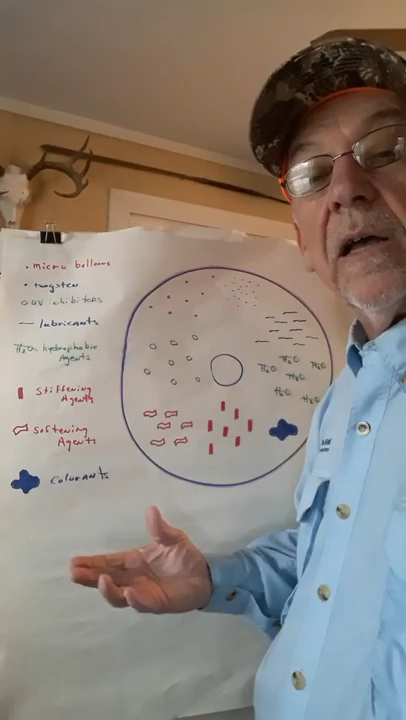 micro balloons
tungsten
UV inhibitors
lubricants
H₂O hydrophobic
Agents
Stiffening
Agents
Softening
Agents
Colorants
H₂O
H₂O
H₂O
H₂O
H₂O